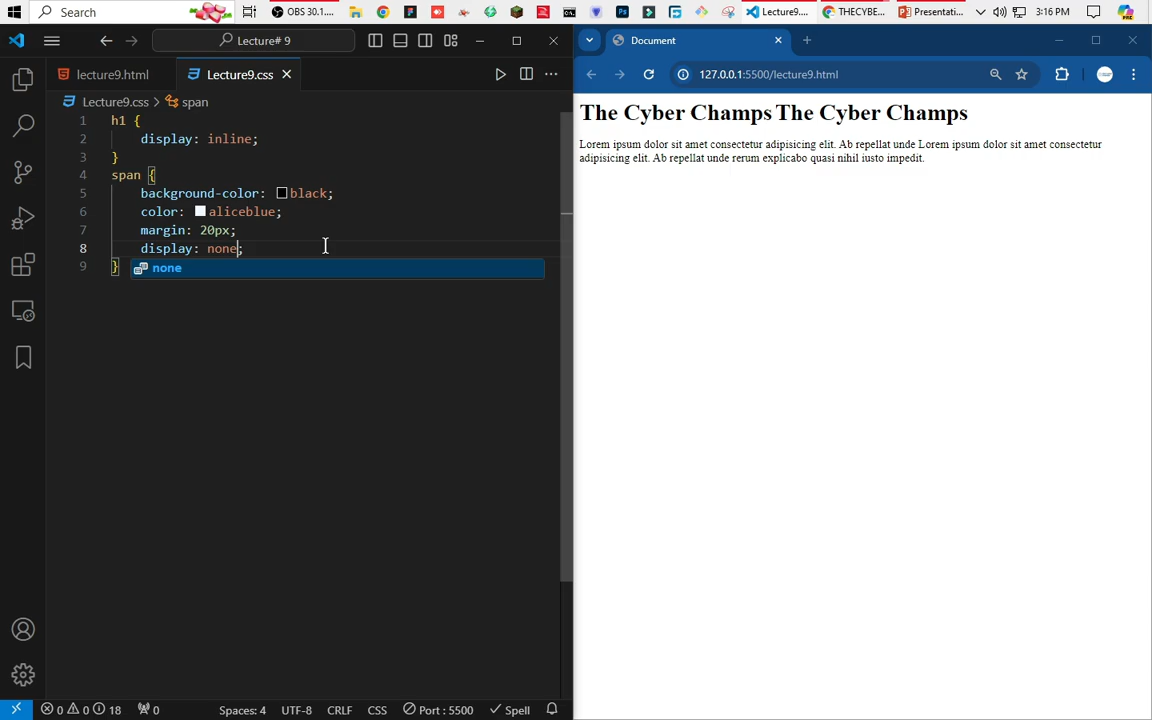 Search
OBS 30.1....
Lecture9....
THECYBE...
Presentati...
3:16 PM
Lecture# 9
Document
lecture9.html
Lecture9.css
127.0.0.1:5500/lecture9.html
Lecture9.css > span
1 h1 {
2 display: inline;
3 }
4 span {
5 background-color: black;
6 color: aliceblue;
7 margin: 20px;
8 display: none;
9 }
none
The Cyber Champs The Cyber Champs
Lorem ipsum dolor sit amet consectetur adipisicing elit. Ab repellat unde Lorem ipsum dolor sit amet consectetur
adipisicing elit. Ab repellat unde rerum explicabo quasi nihil iusto impedit.
0 0 18 0 Spaces: 4 UTF-8 CRLF CSS Port : 5500 Spell